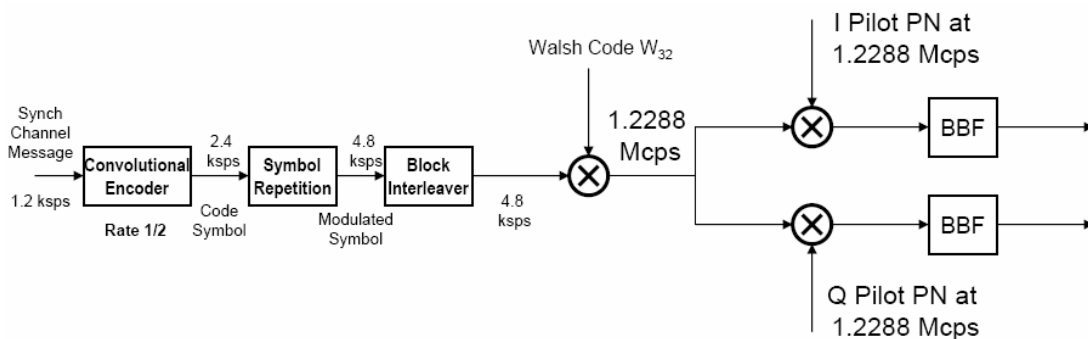 I Pilot PN at
1.2288 Mcps
Walsh Code W32
Synch
Channel
Message
1.2 ksps
Convolutional
Encoder
Rate 1/2
2.4
ksps
Code
Symbol
Symbol
Repetition
4.8
ksps
Modulated
Symbol
Block
Interleaver
4.8
ksps
1.2288
Mcps
BBF
BBF
Q Pilot PN at
1.2288 Mcps